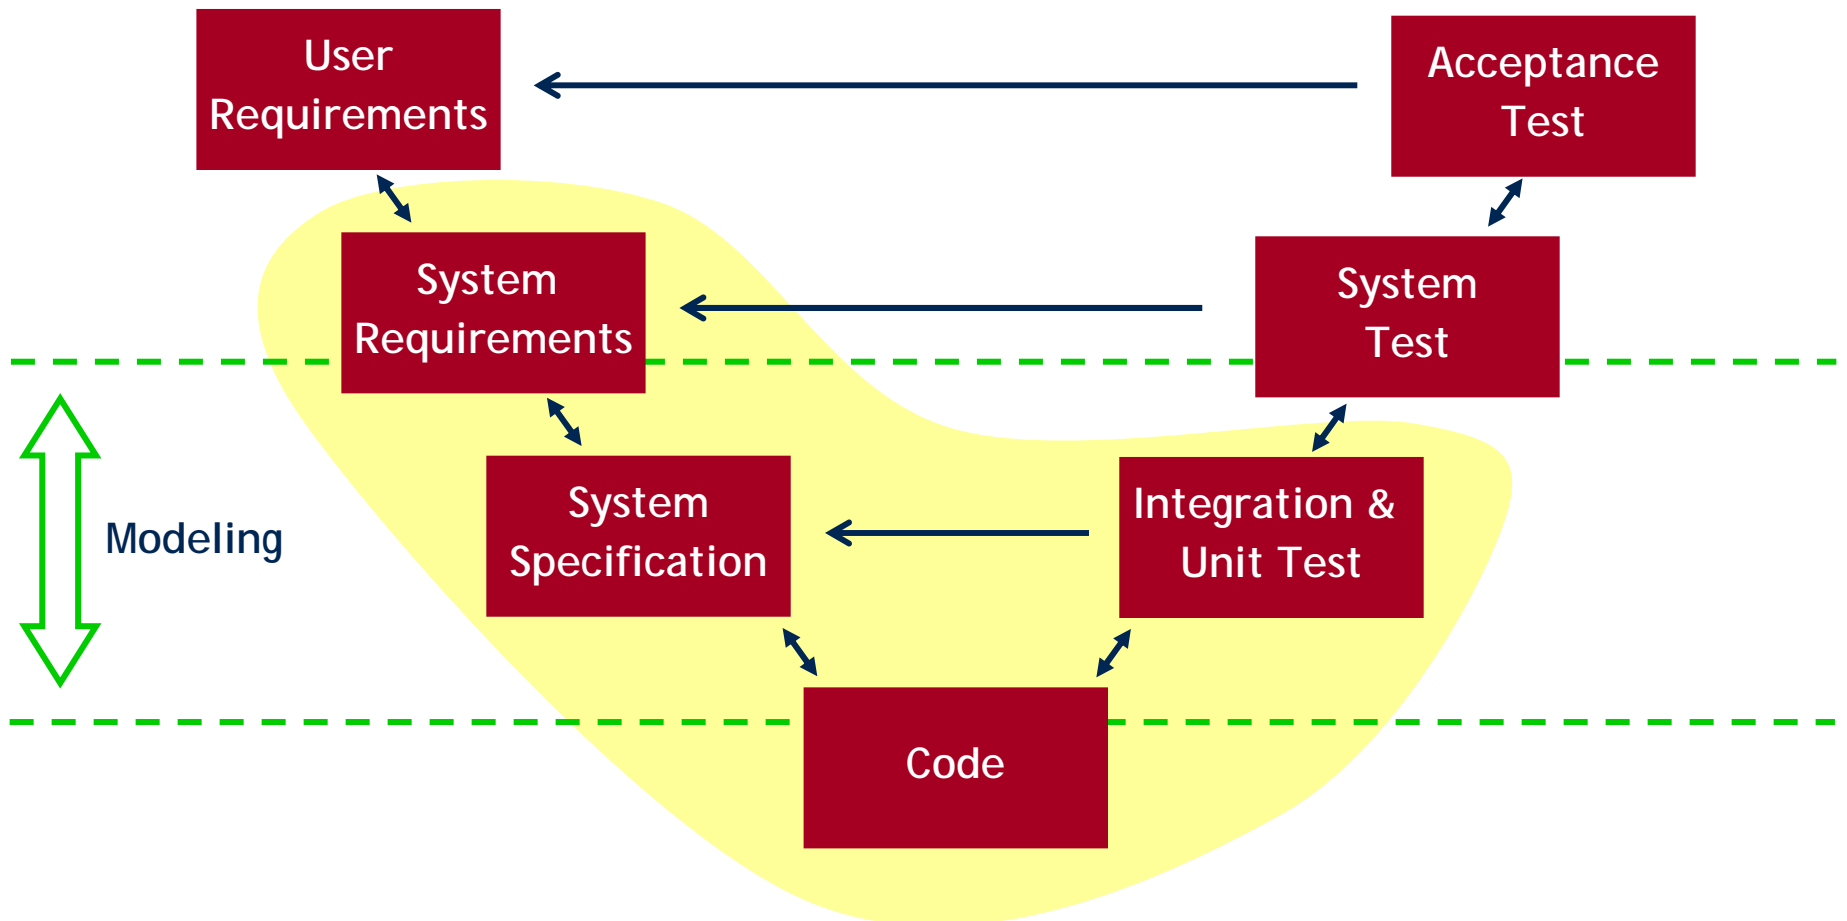 User
Requirements
Acceptance
Test
System
Requirements
System
Test
Modeling
System
Specification
Integration &
Unit Test
Code